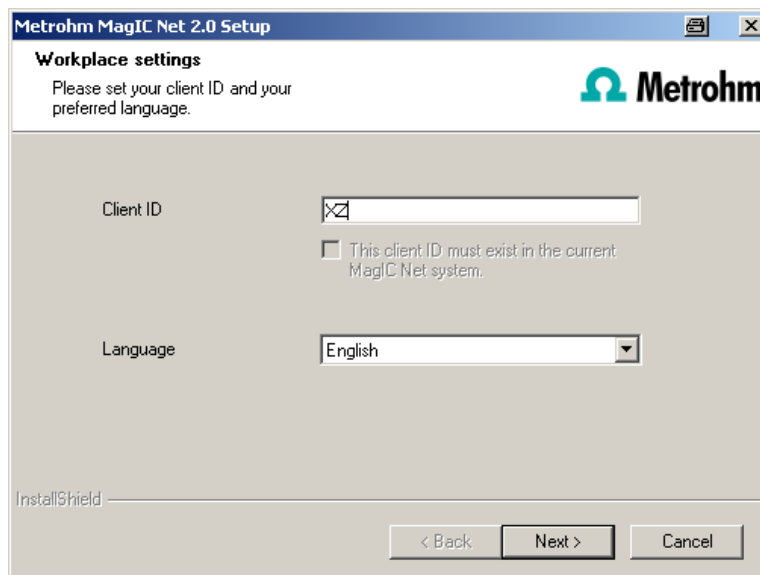 Metrohm MagIC Net 2.0 Setup
Workplace settings
Please set your client ID and your
preferred language.
Metrohm
Client ID
XZ
This client ID must exist in the current
MagIC Net system.
Language
English
InstallShield
< Back
Next >
Cancel